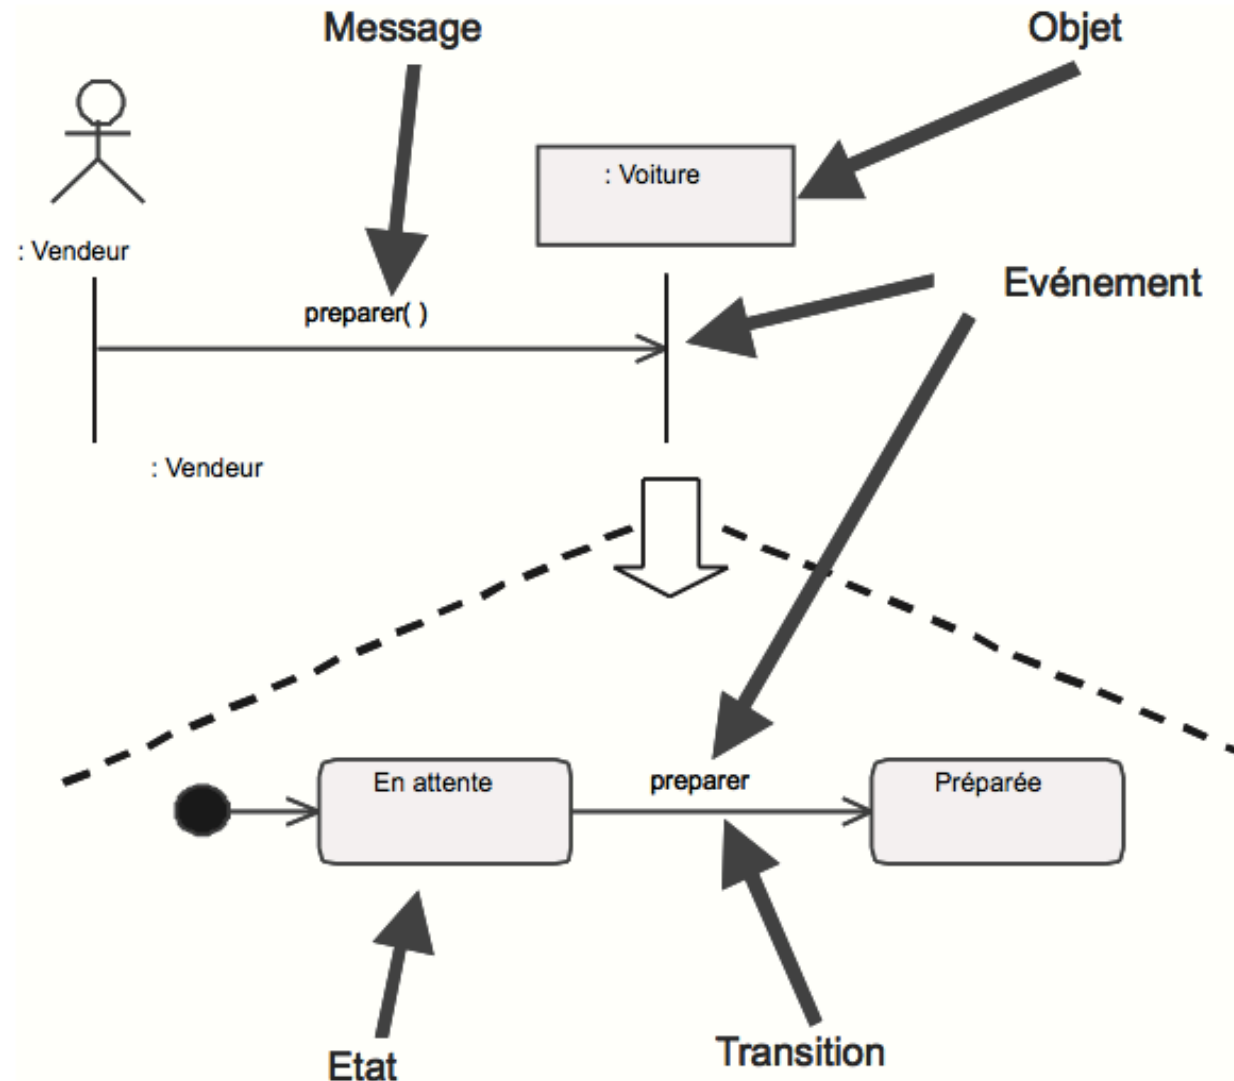 Message
Objet
: Voiture
: Vendeur
Evénement
preparer( )
: Vendeur
En attente
preparer
Préparée
Etat
Transition